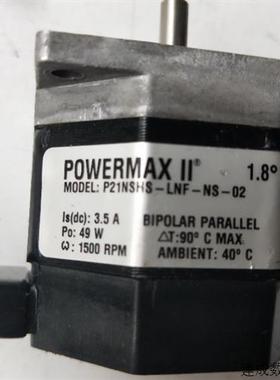 POWERMAX II® 1.8°
MODEL: P21NSHS-LNF-NS-02
Is(dc): 3.5 A BIPOLAR PARALLEL
Po: 49 W ΔT:90° C MAX
ω: 1500 RPM AMBIENT: 40° C